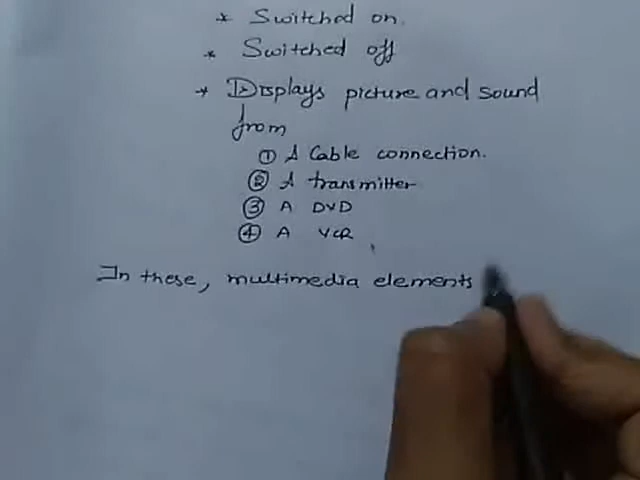 * Switched on.
* Switched off
* Displays picture and sound
from
① A Cable connection.
② A transmitter
③ A DVD
④ A VCR
In these, multimedia elements